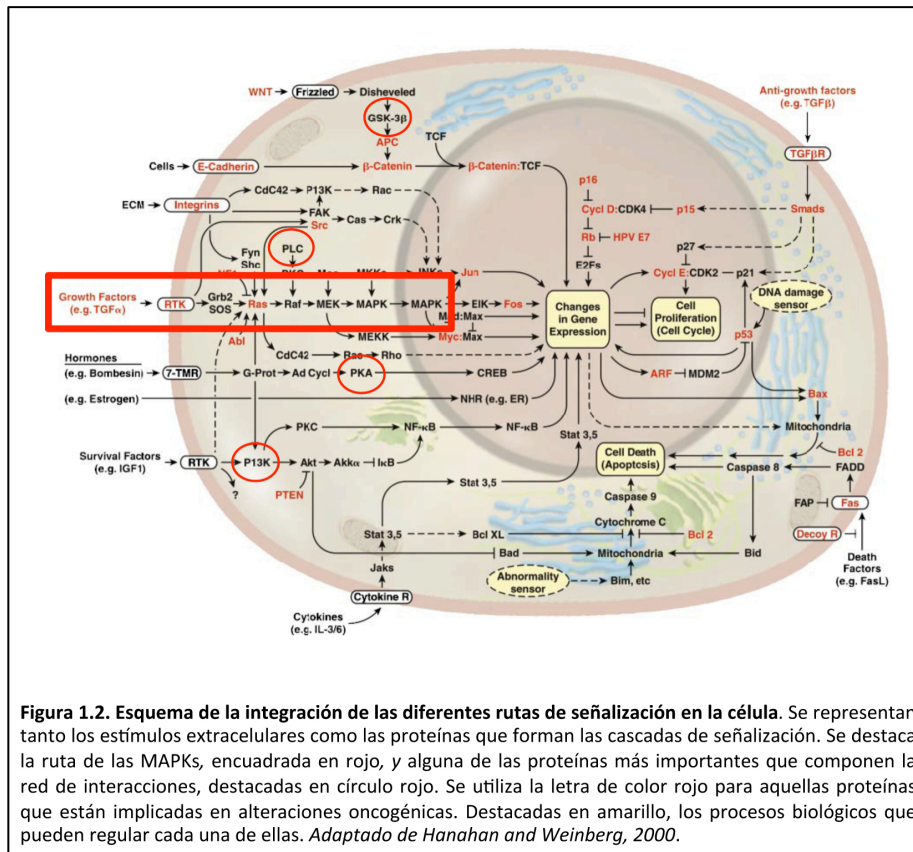 WNT Frizzled Disheveled
GSK-3β
APC
TCF
Cells E-Cadherin β-Catenin β-Catenin:TCF
Anti-growth factors
(e.g. TGFβ)
TGFβR
CdC42 P13K Rac
ECM Integrins
FAK
Src Cas Crk
Fyn
Shc
PLC
p16
Cycl D:CDK4 p15 Smads
Rb HPV E7
E2Fs
p27
Cycl E:CDK2 p21
Jun
Growth Factors
(e.g. TGFα)
RTK Grb2
SOS
Ras Raf MEK MAPK MAPK ElK Fos
Mad:Max
MEKK Myc:Max
Abl
CdC42 Rac Rho
Changes
in Gene
Expression
Cell
Proliferation
(Cell Cycle)
DNA damage
sensor
p53
Hormones
(e.g. Bombesin) 7-TMR G-Prot Ad Cycl PKA CREB
ARF MDM2
(e.g. Estrogen) NHR (e.g. ER)
Bax
Mitochondria
PKC NF-κB NF-κB
Stat 3,5
Survival Factors
(e.g. IGF1)
RTK P13K Akt Akkα IκB
?
PTEN
Cell Death
(Apoptosis)
Bcl 2
Caspase 8 FADD
Stat 3,5
Caspase 9
FAP Fas
Cytochrome C
Stat 3,5 Bcl XL Bcl 2
Decoy R
Bad Mitochondria Bid
Death
Factors
(e.g. FasL)
Jaks
Abnormality
sensor
Bim, etc
Cytokine R
Cytokines
(e.g. IL-3/6)
Figura 1.2. Esquema de la integración de las diferentes rutas de señalización en la célula. Se representan
tanto los estímulos extracelulares como las proteínas que forman las cascadas de señalización. Se destaca
la ruta de las MAPKs, encuadrada en rojo, y alguna de las proteínas más importantes que componen la
red de interacciones, destacadas en círculo rojo. Se utiliza la letra de color rojo para aquellas proteínas
que están implicadas en alteraciones oncogénicas. Destacadas en amarillo, los procesos biológicos que
pueden regular cada una de ellas. Adaptado de Hanahan and Weinberg, 2000.